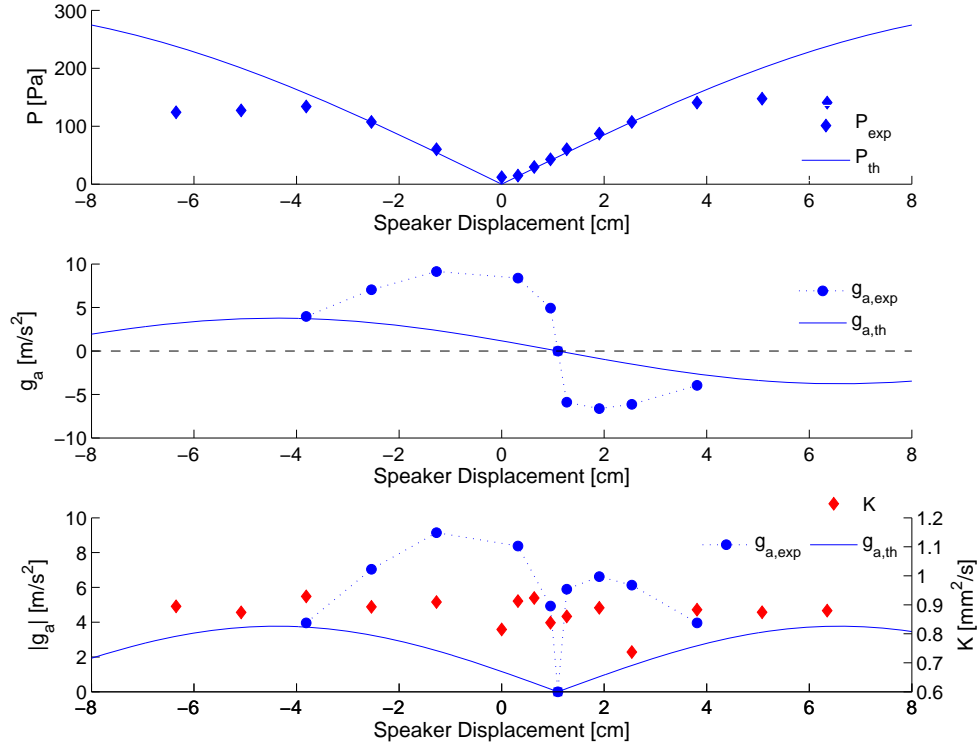 300
200
100
0
P [Pa]
P_exp
P_th
−8 −6 −4 −2 0 2 4 6 8
Speaker Displacement [cm]
10
5
0
−5
−10
g_a [m/s²]
g_a,exp
g_a,th
−8 −6 −4 −2 0 2 4 6 8
Speaker Displacement [cm]
K
10
8
6
4
2
0
|g_a| [m/s²]
g_a,exp g_a,th
1.2
1.1
1
0.9
0.8
0.7
0.6
K [mm²/s]
−8 −6 −4 −2 0 2 4 6 8
Speaker Displacement [cm]